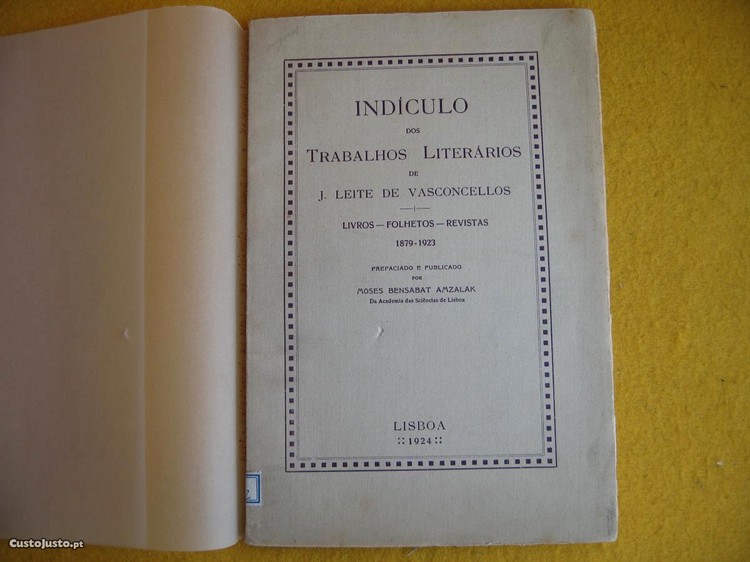 INDÍCULO
DOS
TRABALHOS LITERÁRIOS
DE
J. LEITE DE VASCONCELLOS
LIVROS — FOLHETOS — REVISTAS
1879-1923
PREFACIADO E PUBLICADO
POR
MOSES BENSABAT AMZALAK
Da Academia das Sciências de Lisboa
LISBOA
:: 1924 ::
CustoJusto.pt